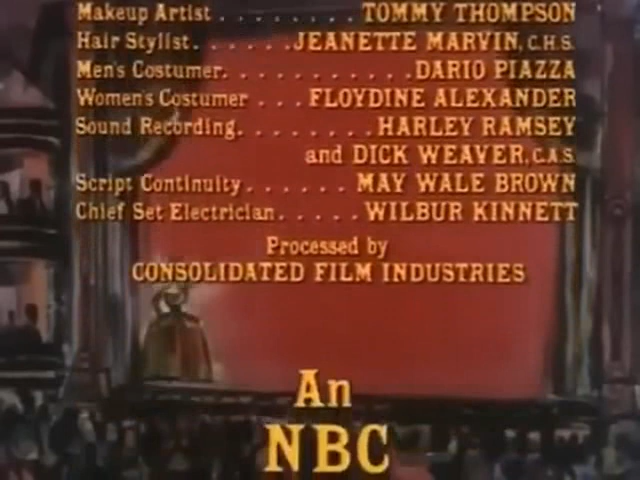 Makeup Artist . . . . . . . . . TOMMY THOMPSON
Hair Stylist. . . . . . .JEANETTE MARVIN, C.H.S.
Men's Costumer. . . . . . . . . . . .DARIO PIAZZA
Women's Costumer . . . FLOYDINE ALEXANDER
Sound Recording. . . . . . . . HARLEY RAMSEY
and DICK WEAVER, C.A.S.
Script Continuity . . . . . . MAY WALE BROWN
Chief Set Electrician. . . . . WILBUR KINNETT
Processed by
CONSOLIDATED FILM INDUSTRIES
An
NBC